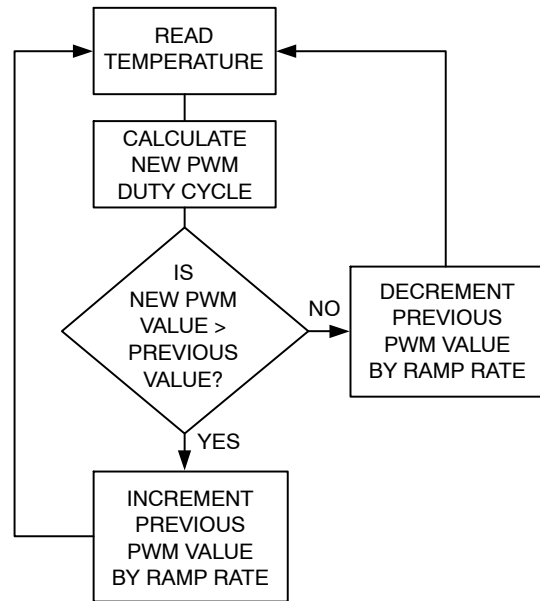 READ
TEMPERATURE
CALCULATE
NEW PWM
DUTY CYCLE
IS
NEW PWM
VALUE >
PREVIOUS
VALUE?
NO
DECREMENT
PREVIOUS
PWM VALUE
BY RAMP RATE
YES
INCREMENT
PREVIOUS
PWM VALUE
BY RAMP RATE